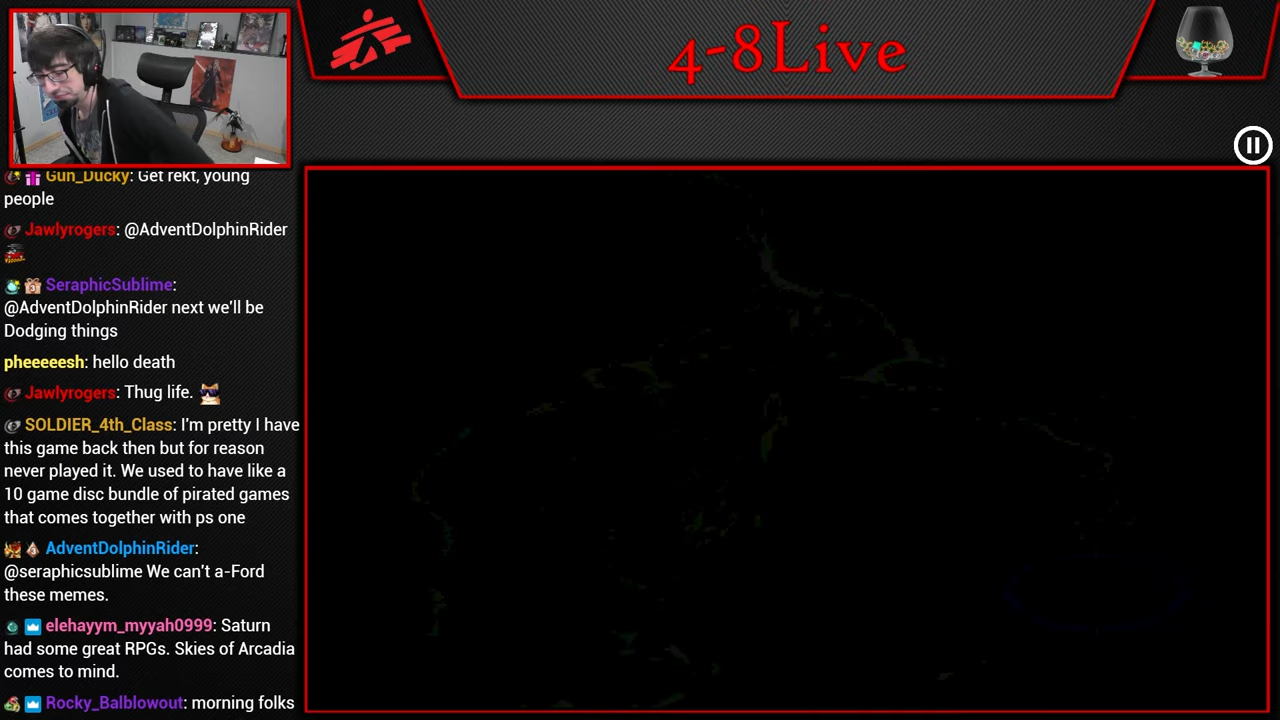 4-8Live
Gun_Ducky: Get rekt, young
people
Jawlyrogers: @AdventDolphinRider
SeraphicSublime:
@AdventDolphinRider next we'll be
Dodging things
pheeeeesh: hello death
Jawlyrogers: Thug life.
SOLDIER_4th_Class: I'm pretty I have
this game back then but for reason
never played it. We used to have like a
10 game disc bundle of pirated games
that comes together with ps one
AdventDolphinRider:
@seraphicsublime We can't a-Ford
these memes.
elehayym_myyah0999: Saturn
had some great RPGs. Skies of Arcadia
comes to mind.
Rocky_Balblowout: morning folks